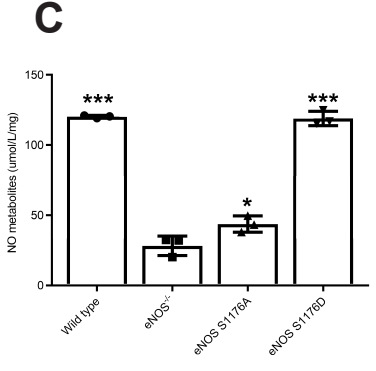 C
NO metabolites (umol/L/mg)
150
100
50
0
***
*
***
Wild type
eNOS-/-
eNOS S1176A
eNOS S1176D